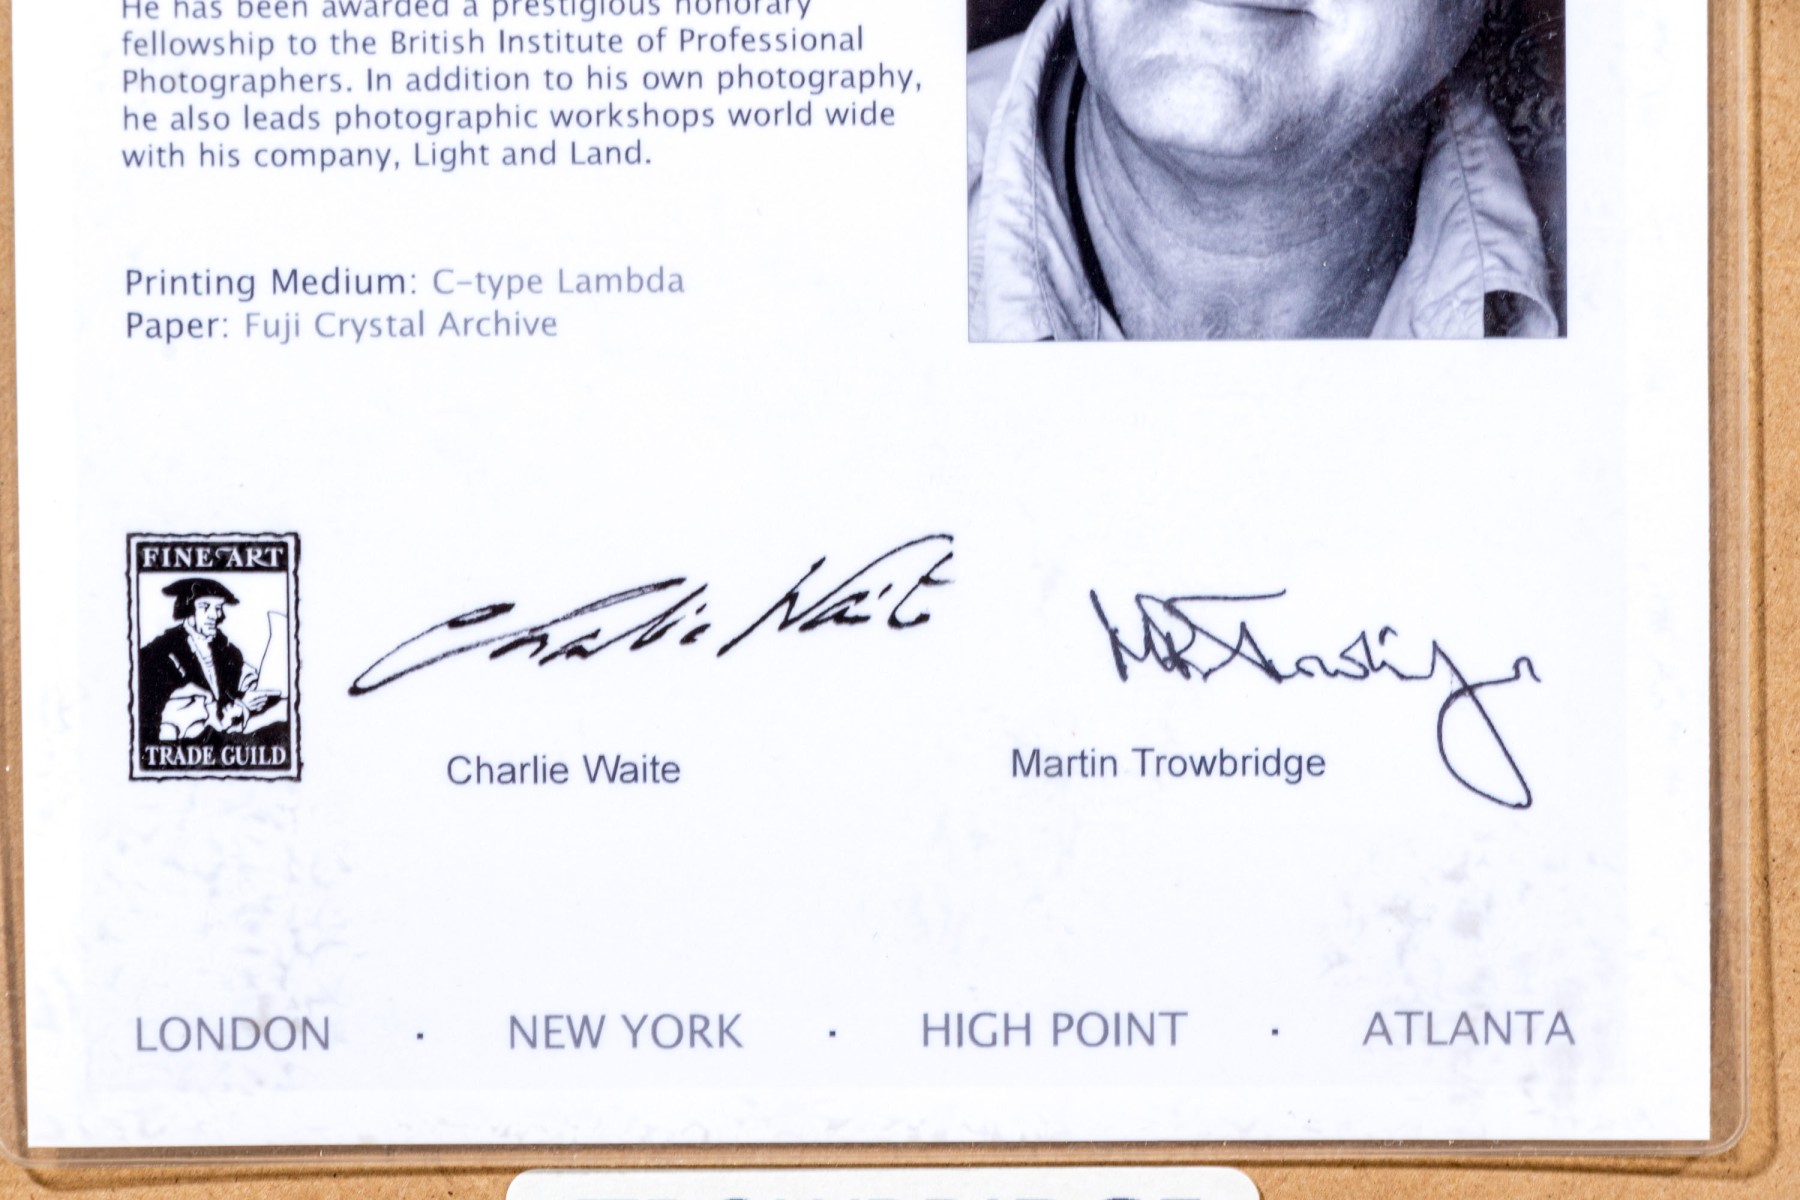 He has been awarded a prestigious honorary
fellowship to the British Institute of Professional
Photographers. In addition to his own photography,
he also leads photographic workshops world wide
with his company, Light and Land.
Printing Medium: C-type Lambda
Paper: Fuji Crystal Archive
FINE ART
TRADE GUILD
Charlie Waite
Charlie Waite
Martin Trowbridge
LONDON · NEW YORK · HIGH POINT · ATLANTA